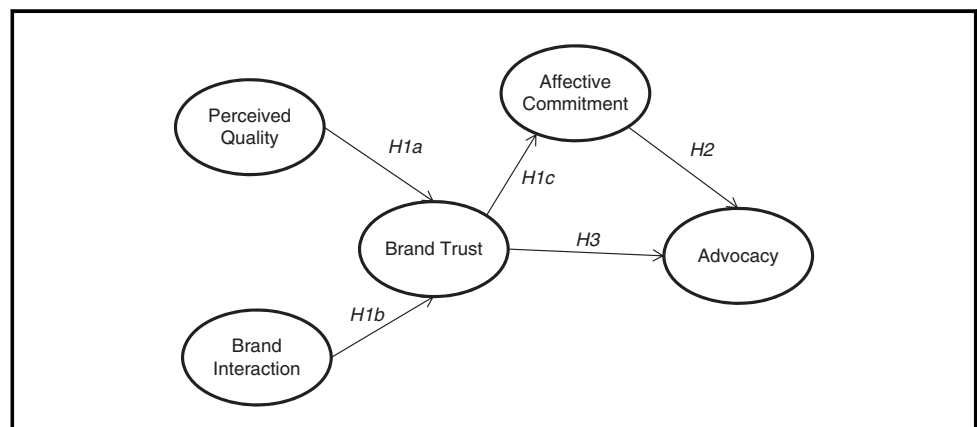 Affective
Commitment
Perceived
Quality
H1a
H2
H1c
Brand Trust
H3
Advocacy
H1b
Brand
Interaction